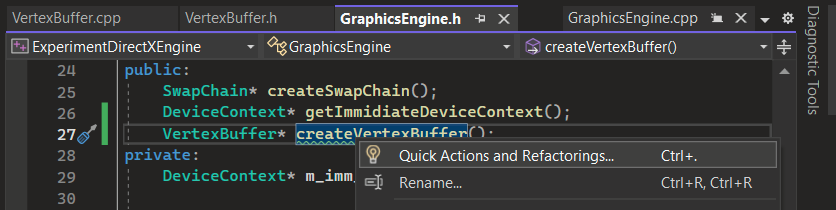 VertexBuffer.cpp VertexBuffer.h GraphicsEngine.h GraphicsEngine.cpp
ExperimentDirectXEngine GraphicsEngine createVertexBuffer()
24 public:
25 SwapChain* createSwapChain();
26 DeviceContext* getImmidiateDeviceContext();
27 VertexBuffer* createVertexBuffer();
Quick Actions and Refactorings... Ctrl+.
28 private:
29 DeviceContext* m_imm_
Rename... Ctrl+R, Ctrl+R
30
Diagnostic Tools